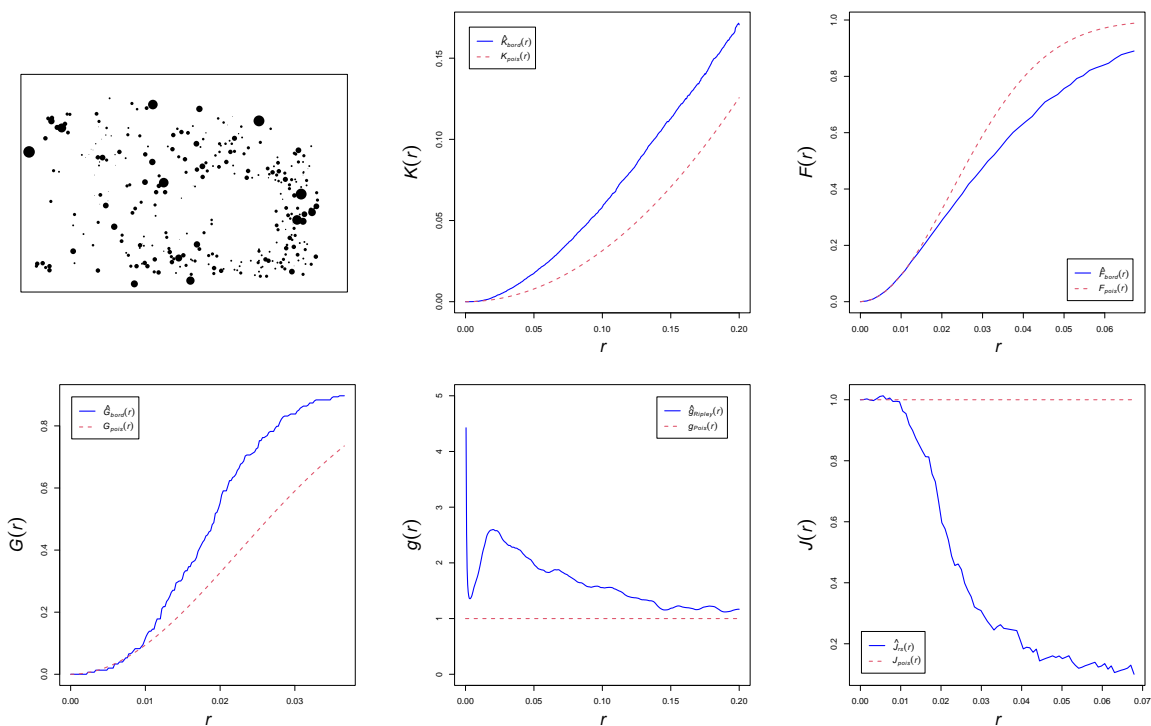 K̂bord(r)
Kpois(r)
K(r)
0.00 0.05 0.10 0.15
0.00 0.05 0.10 0.15 0.20
r
F̂bord(r)
Fpois(r)
F(r)
0.0 0.2 0.4 0.6 0.8 1.0
0.00 0.01 0.02 0.03 0.04 0.05 0.06
r
Ĝbord(r)
Gpois(r)
G(r)
0.0 0.2 0.4 0.6 0.8
0.00 0.01 0.02 0.03
r
ĝRipley(r)
gPois(r)
g(r)
0 1 2 3 4 5
0.00 0.05 0.10 0.15 0.20
r
Ĵrs(r)
Jpois(r)
J(r)
0.2 0.4 0.6 0.8 1.0
0.00 0.01 0.02 0.03 0.04 0.05 0.06 0.07
r